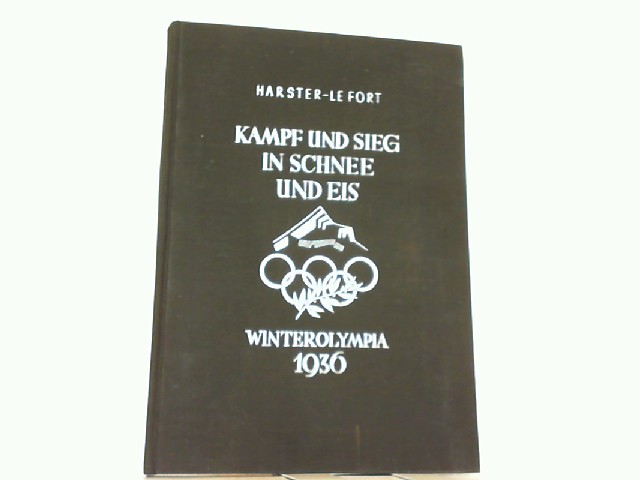 HARSTER-LE FORT
KAMPF UND SIEG
IN SCHNEE
UND EIS
WINTEROLYMPIA
1936